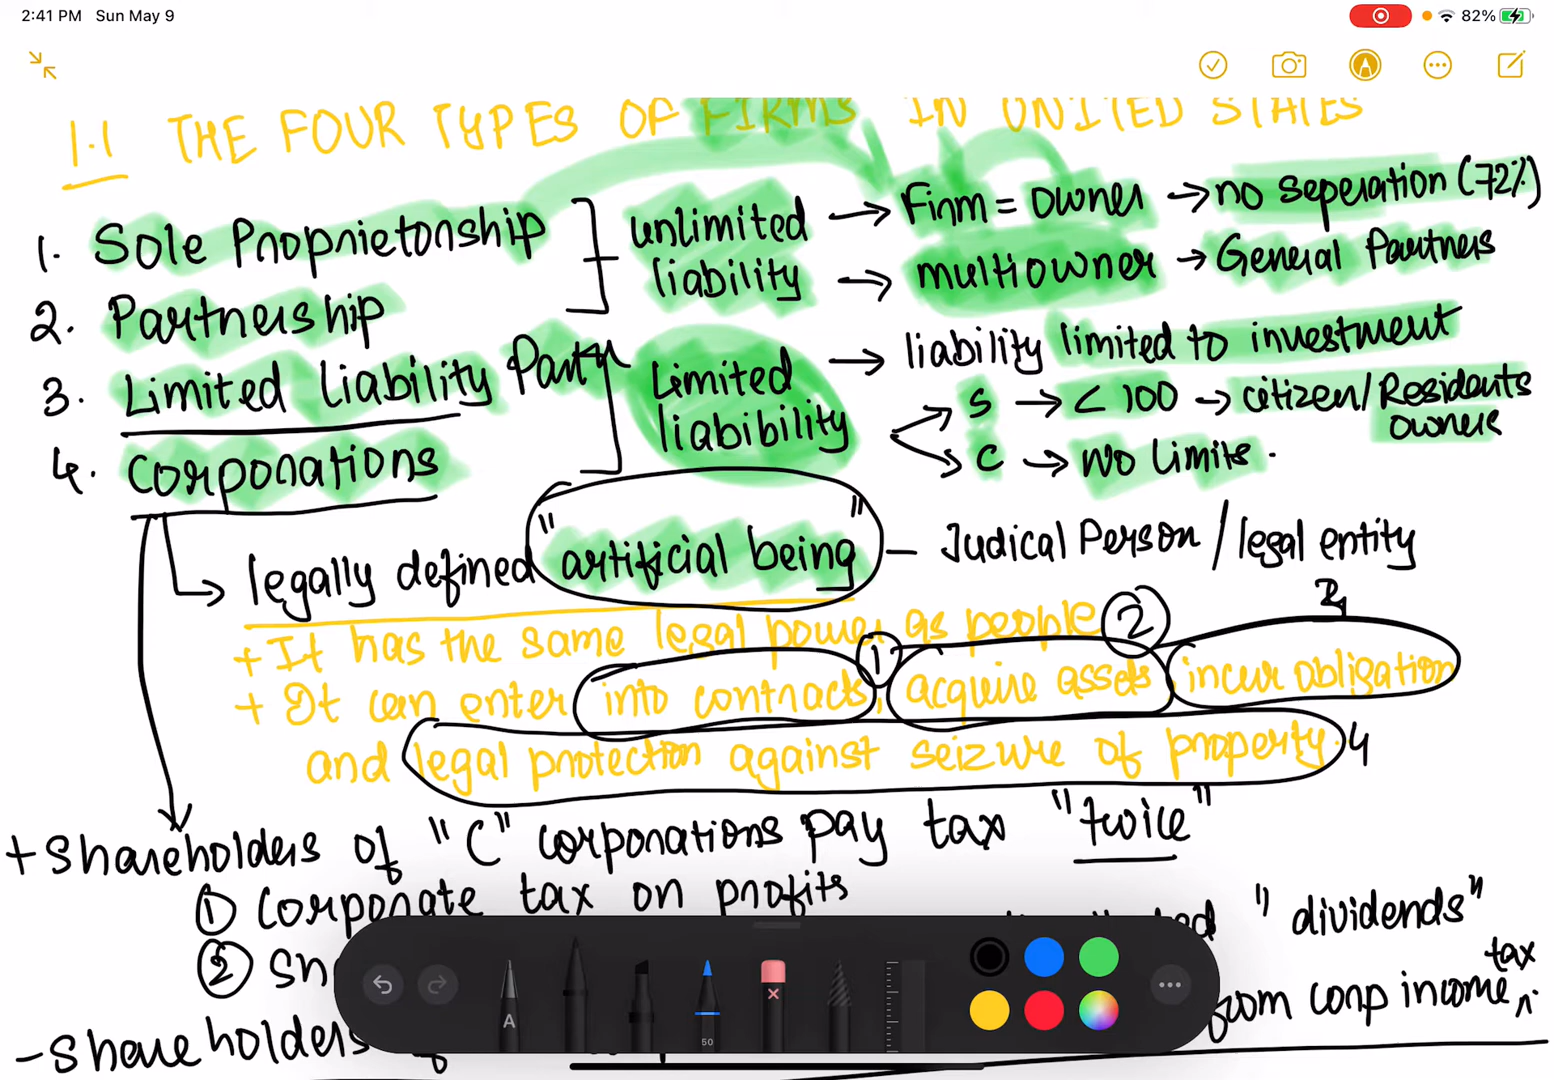 2:41 PM Sun May 9 82%
1.1 THE FOUR TYPES OF FIRMS IN UNITED STATES
1. Sole Proprietorship unlimited → Firm = owner → no seperation (72%)
2. Partnership liability → multiowner → General Partners
3. Limited Liability Party Limited → liability limited to investment
liabibility S → < 100 → citizen/Residents owners
4. Corporations C → No Limits.
→ legally defined " "artificial being" – Judical Person / legal entity
+ It has the same legal power as people 2
+ It can enter into contracts, 1 acquire assets incur obligation
and legal protection against seizure of property. 4
+ Shareholders of "C" corporations pay tax "twice"
① Corporate tax on profits
② Sh " dividends"
from corp income tax
- Shareholders
A 50